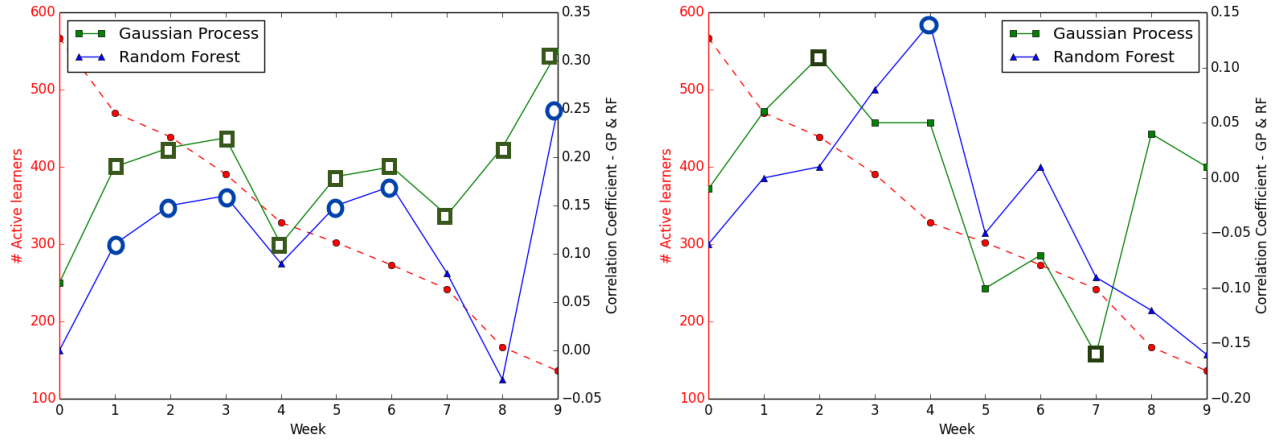 600
500
400
300
200
100
# Active learners
Gaussian Process
Random Forest
0.35
0.30
0.25
0.20
0.15
0.10
0.05
0.00
−0.05
Correlation Coefficient - GP & RF
0 1 2 3 4 5 6 7 8 9
Week
600
500
400
300
200
100
# Active learners
Gaussian Process
Random Forest
0.15
0.10
0.05
0.00
−0.05
−0.10
−0.15
−0.20
Correlation Coefficient - GP & RF
0 1 2 3 4 5 6 7 8 9
Week